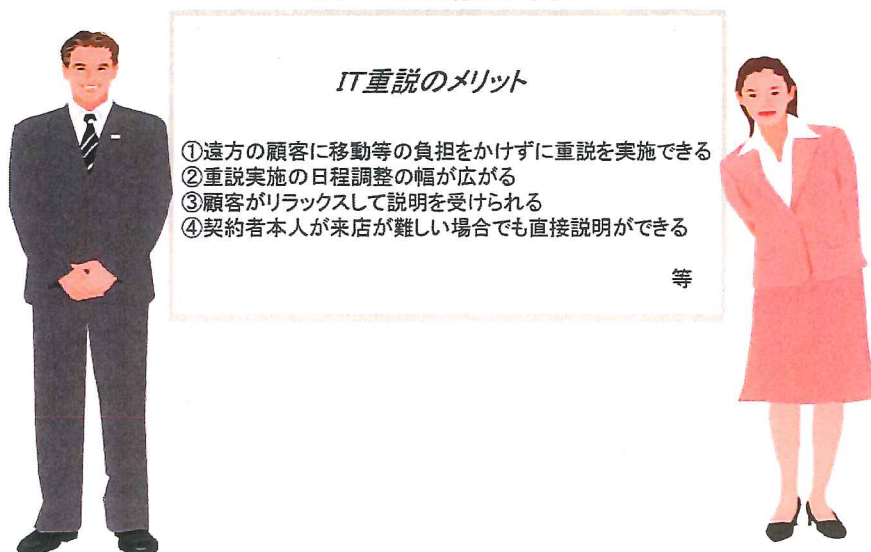 IT重説のメリット
①遠方の顧客に移動等の負担をかけずに重説を実施できる
②重説実施の日程調整の幅が広がる
③顧客がリラックスして説明を受けられる
④契約者本人が来店が難しい場合でも直接説明ができる
等